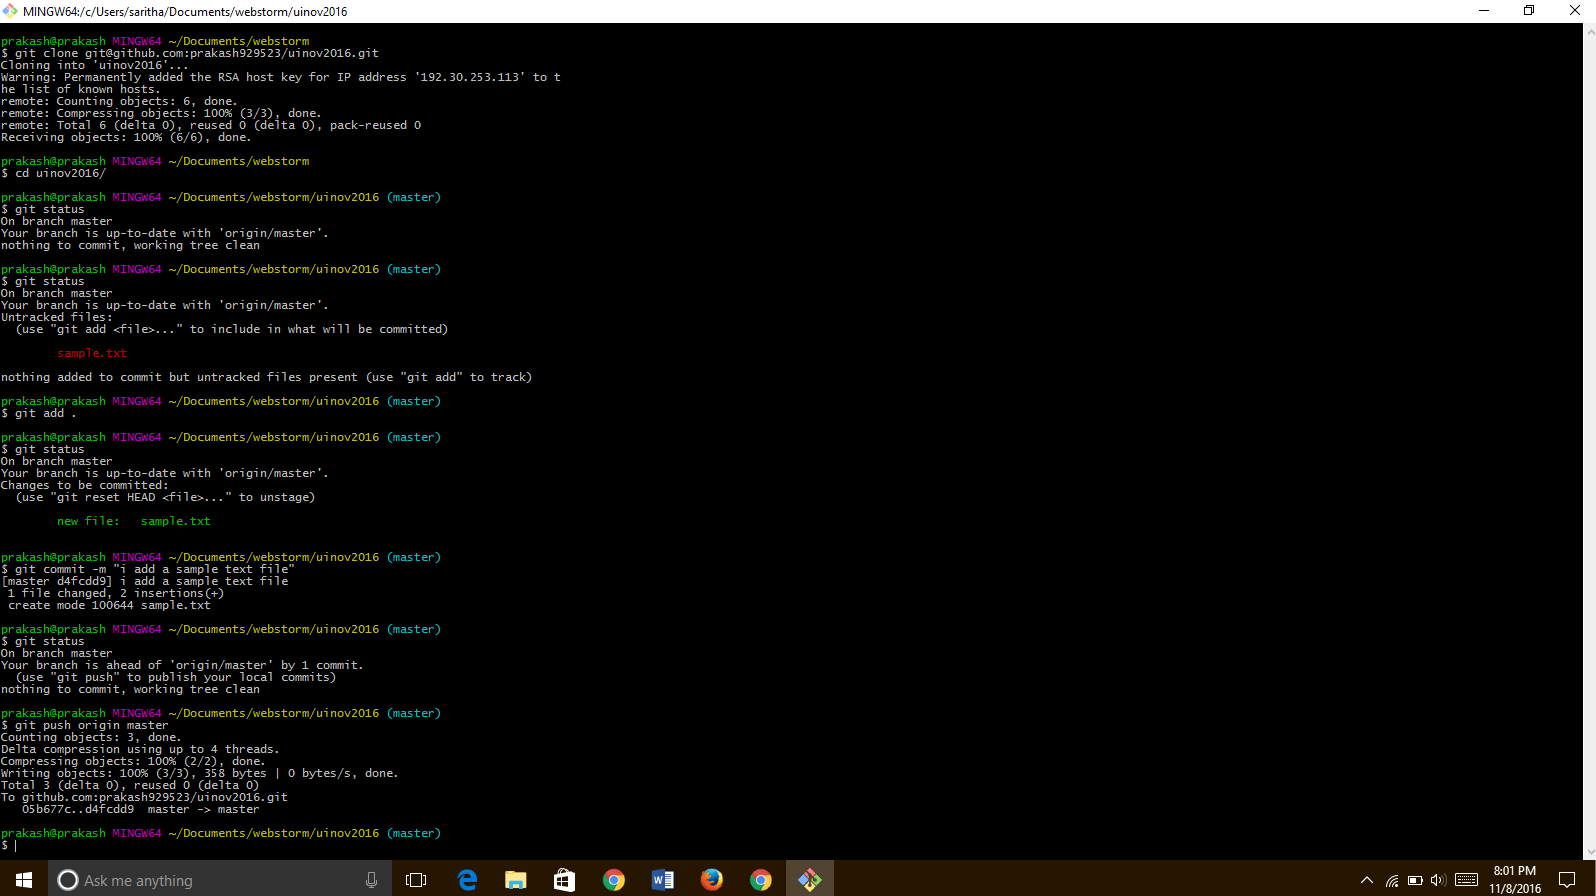 MINGW64:/c/Users/saritha/Documents/webstorm/uinov2016
prakash@prakash MINGW64 ~/Documents/webstorm
$ git clone git@github.com:prakash929523/uinov2016.git
Cloning into 'uinov2016'...
Warning: Permanently added the RSA host key for IP address '192.30.253.113' to t
he list of known hosts.
remote: Counting objects: 6, done.
remote: Compressing objects: 100% (3/3), done.
remote: Total 6 (delta 0), reused 0 (delta 0), pack-reused 0
Receiving objects: 100% (6/6), done.
prakash@prakash MINGW64 ~/Documents/webstorm
$ cd uinov2016/
prakash@prakash MINGW64 ~/Documents/webstorm/uinov2016 (master)
$ git status
On branch master
Your branch is up-to-date with 'origin/master'.
nothing to commit, working tree clean
prakash@prakash MINGW64 ~/Documents/webstorm/uinov2016 (master)
$ git status
On branch master
Your branch is up-to-date with 'origin/master'.
Untracked files:
(use "git add <file>..." to include in what will be committed)
sample.txt
nothing added to commit but untracked files present (use "git add" to track)
prakash@prakash MINGW64 ~/Documents/webstorm/uinov2016 (master)
$ git add .
prakash@prakash MINGW64 ~/Documents/webstorm/uinov2016 (master)
$ git status
On branch master
Your branch is up-to-date with 'origin/master'.
Changes to be committed:
(use "git reset HEAD <file>..." to unstage)
new file:   sample.txt
prakash@prakash MINGW64 ~/Documents/webstorm/uinov2016 (master)
$ git commit -m "i add a sample text file"
[master d4fcdd9] i add a sample text file
1 file changed, 2 insertions(+)
create mode 100644 sample.txt
prakash@prakash MINGW64 ~/Documents/webstorm/uinov2016 (master)
$ git status
On branch master
Your branch is ahead of 'origin/master' by 1 commit.
(use "git push" to publish your local commits)
nothing to commit, working tree clean
prakash@prakash MINGW64 ~/Documents/webstorm/uinov2016 (master)
$ git push origin master
Counting objects: 3, done.
Delta compression using up to 4 threads.
Compressing objects: 100% (2/2), done.
Writing objects: 100% (3/3), 358 bytes | 0 bytes/s, done.
Total 3 (delta 0), reused 0 (delta 0)
To github.com:prakash929523/uinov2016.git
05b677c..d4fcdd9  master -> master
prakash@prakash MINGW64 ~/Documents/webstorm/uinov2016 (master)
$
Ask me anything
8:01 PM
11/8/2016